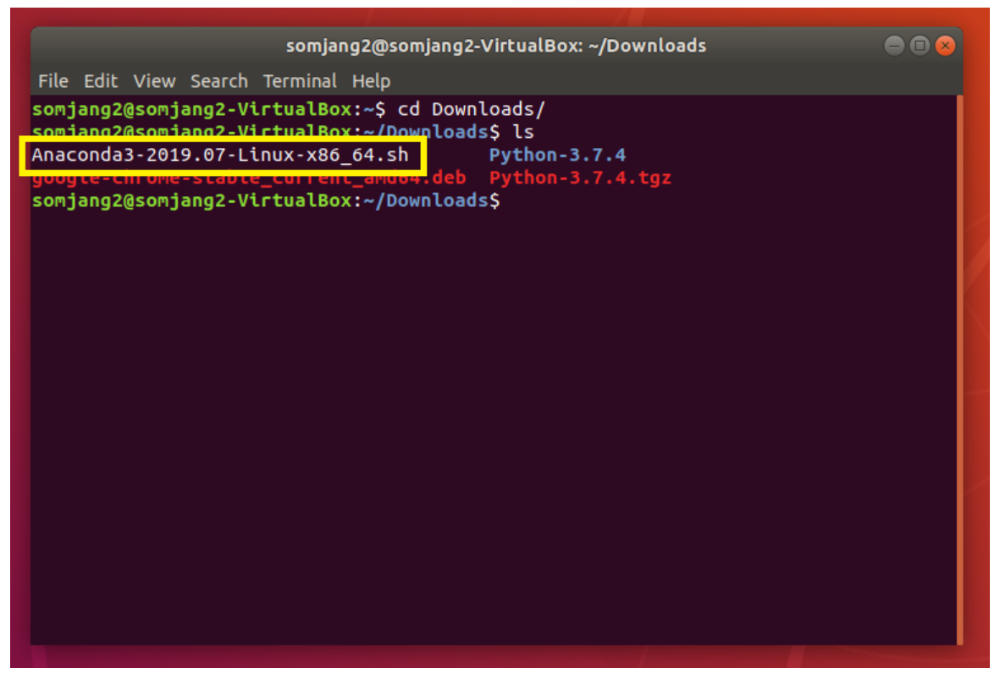 somjang2@somjang2-VirtualBox: ~/Downloads
File Edit View Search Terminal Help
somjang2@somjang2-VirtualBox:~$ cd Downloads/
somjang2@somjang2-VirtualBox:~/Downloads$ ls
Anaconda3-2019.07-Linux-x86_64.sh Python-3.7.4
google-chrome-stable_current_amd64.deb Python-3.7.4.tgz
somjang2@somjang2-VirtualBox:~/Downloads$